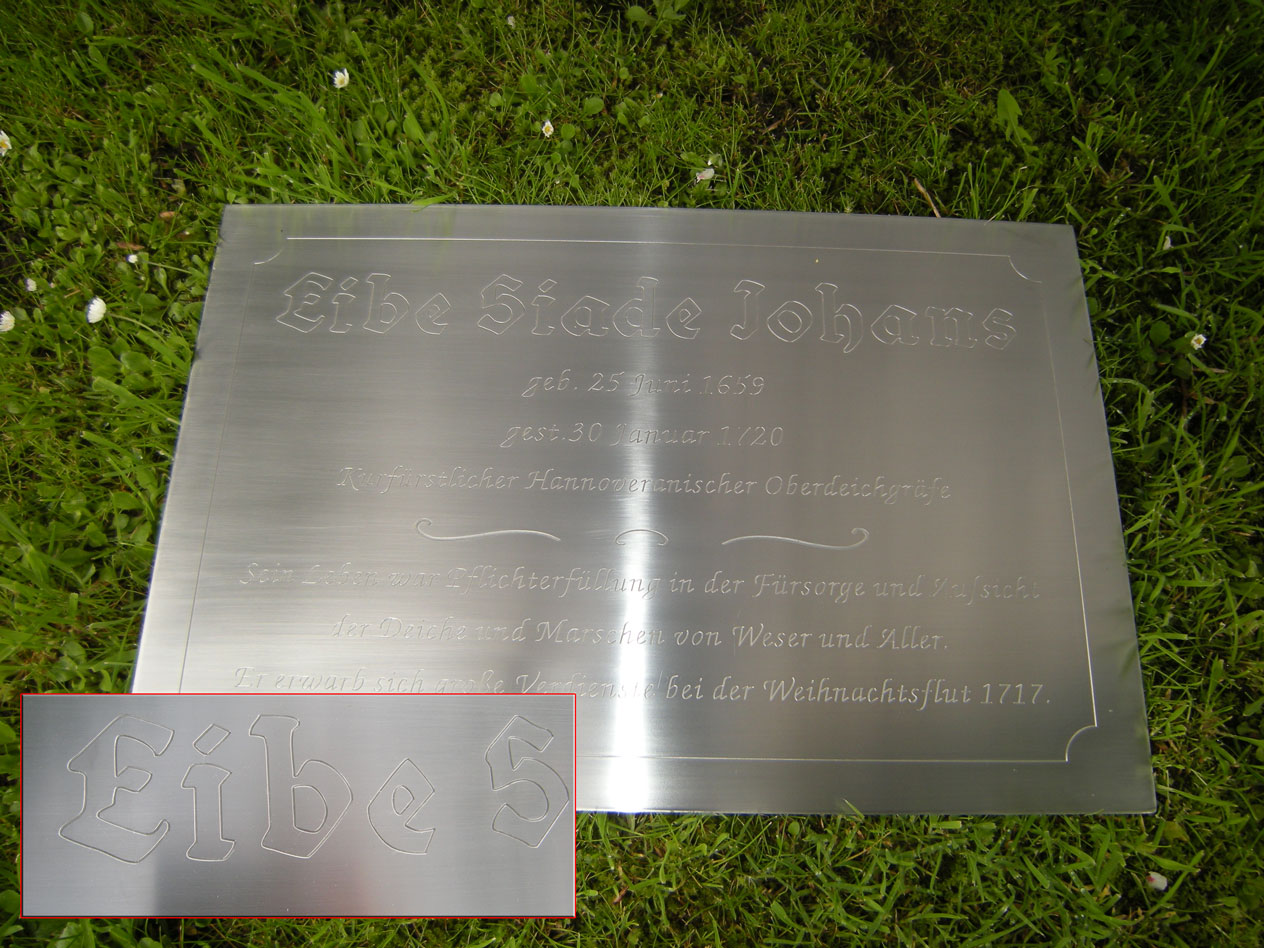 Eibe Siade Johans
geb. 25 Juni 1659
gest.30 Januar 1720
Kurfürstlicher Hannoveranischer Oberdeichgräfe
Sein Leben war Pflichterfüllung in der Fürsorge und Aufsicht
der Deiche und Marschen von Weser und Aller.
Er erwarb sich große Verdienste bei der Weihnachtsflut 1717.
Eibe S